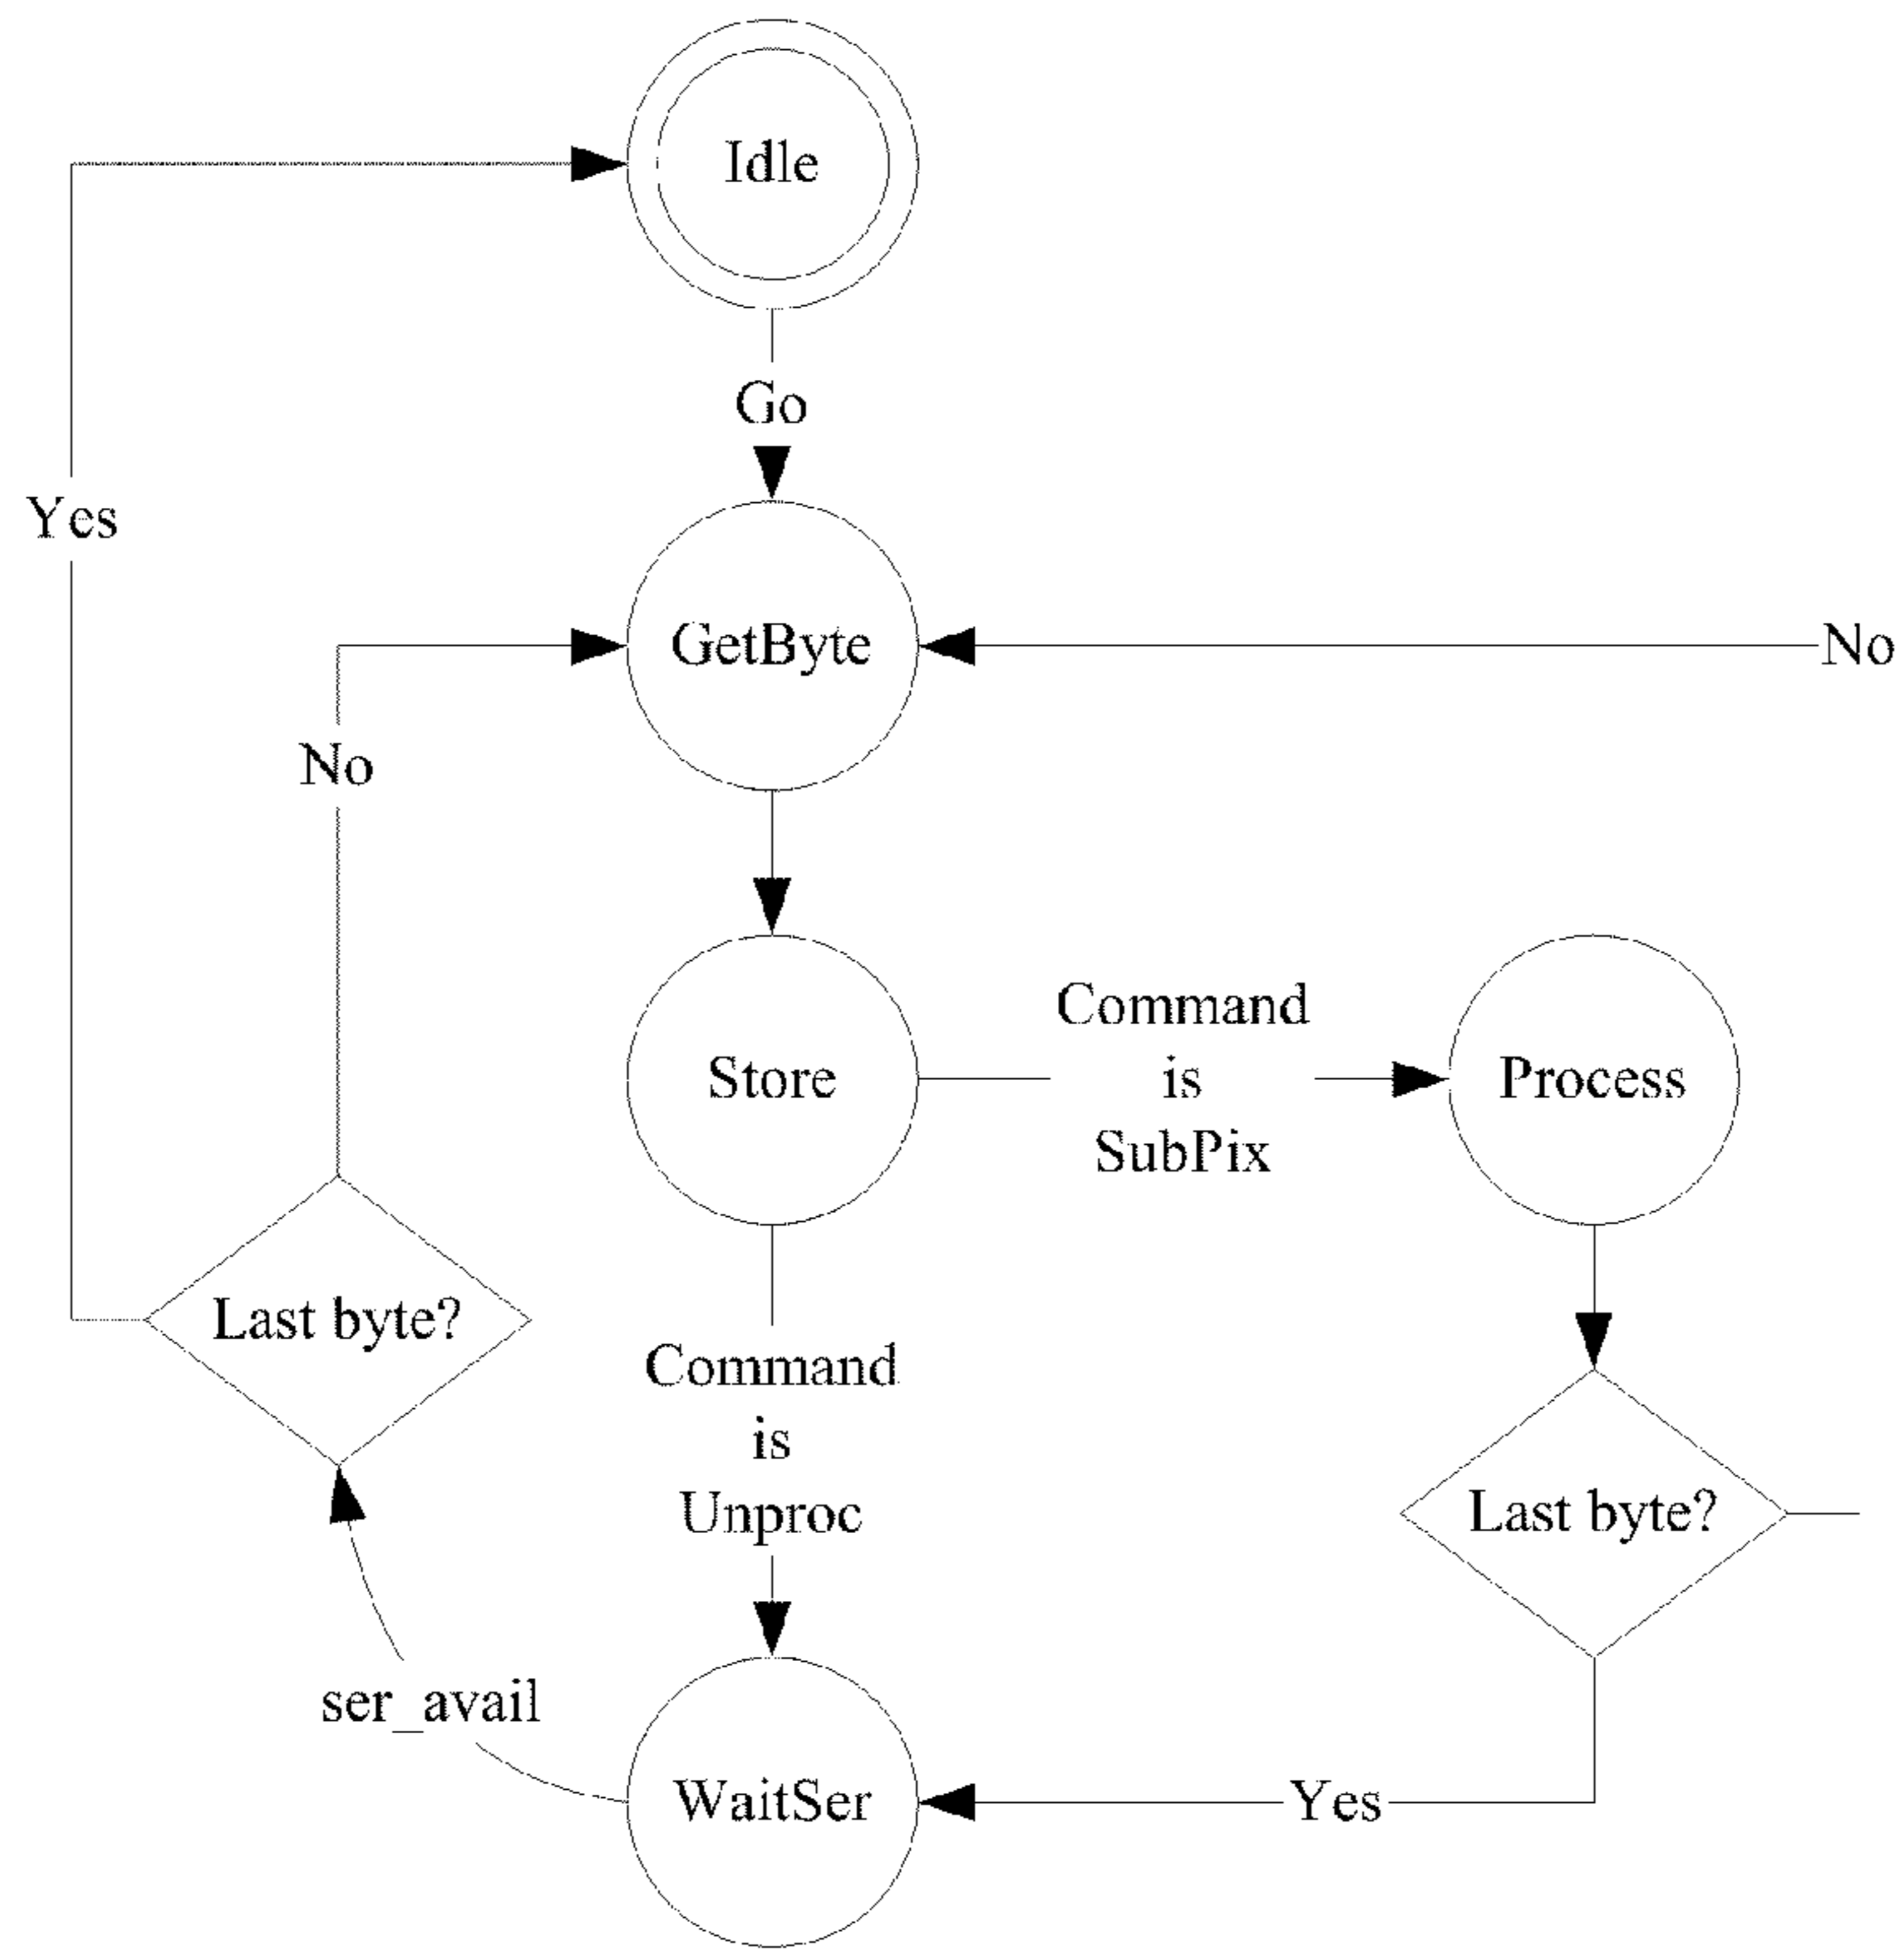 Idle
Go
Yes
GetByte
No
No
Command
is
SubPix
Store
Process
Last byte?
Command
is
Unproc
Last byte?
ser_avail
WaitSer
Yes